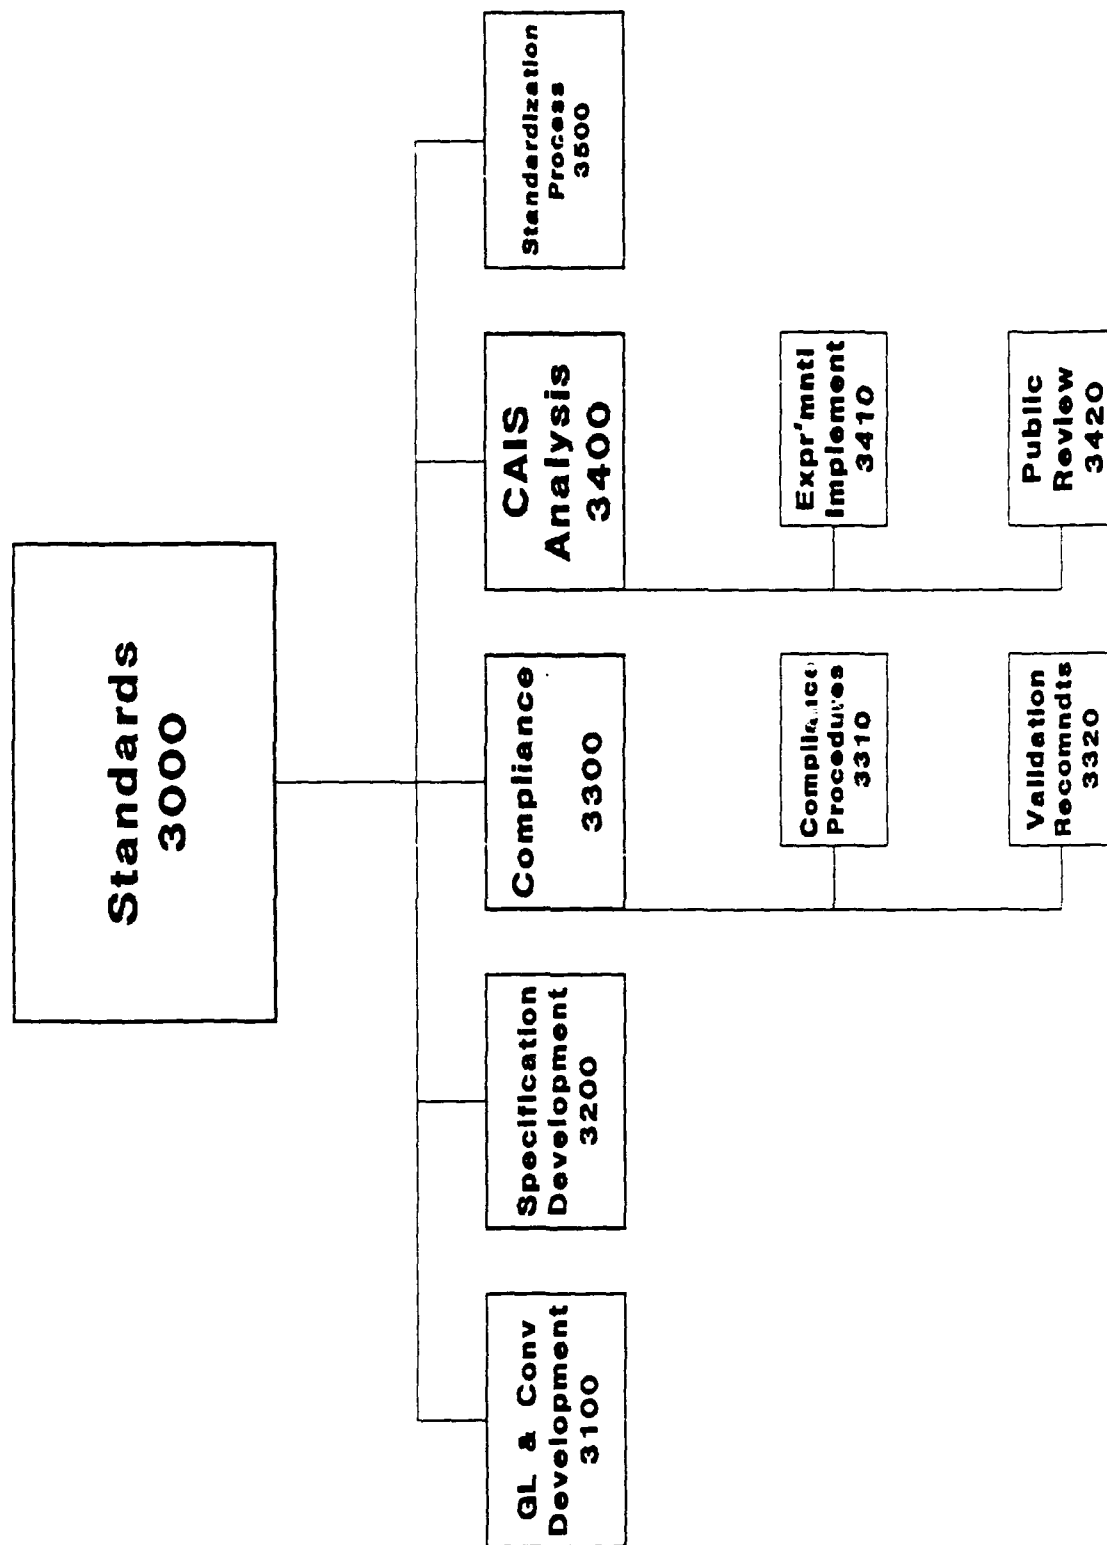 Standards
3000
GL & Conv
Development
3100
Specification
Development
3200
Compliance
3300
Compliance
Procedures
3310
Validation
Recomndts
3320
CAIS
Analysis
3400
Expr'mntl
Implement
3410
Public
Review
3420
Standardization
Process
3500